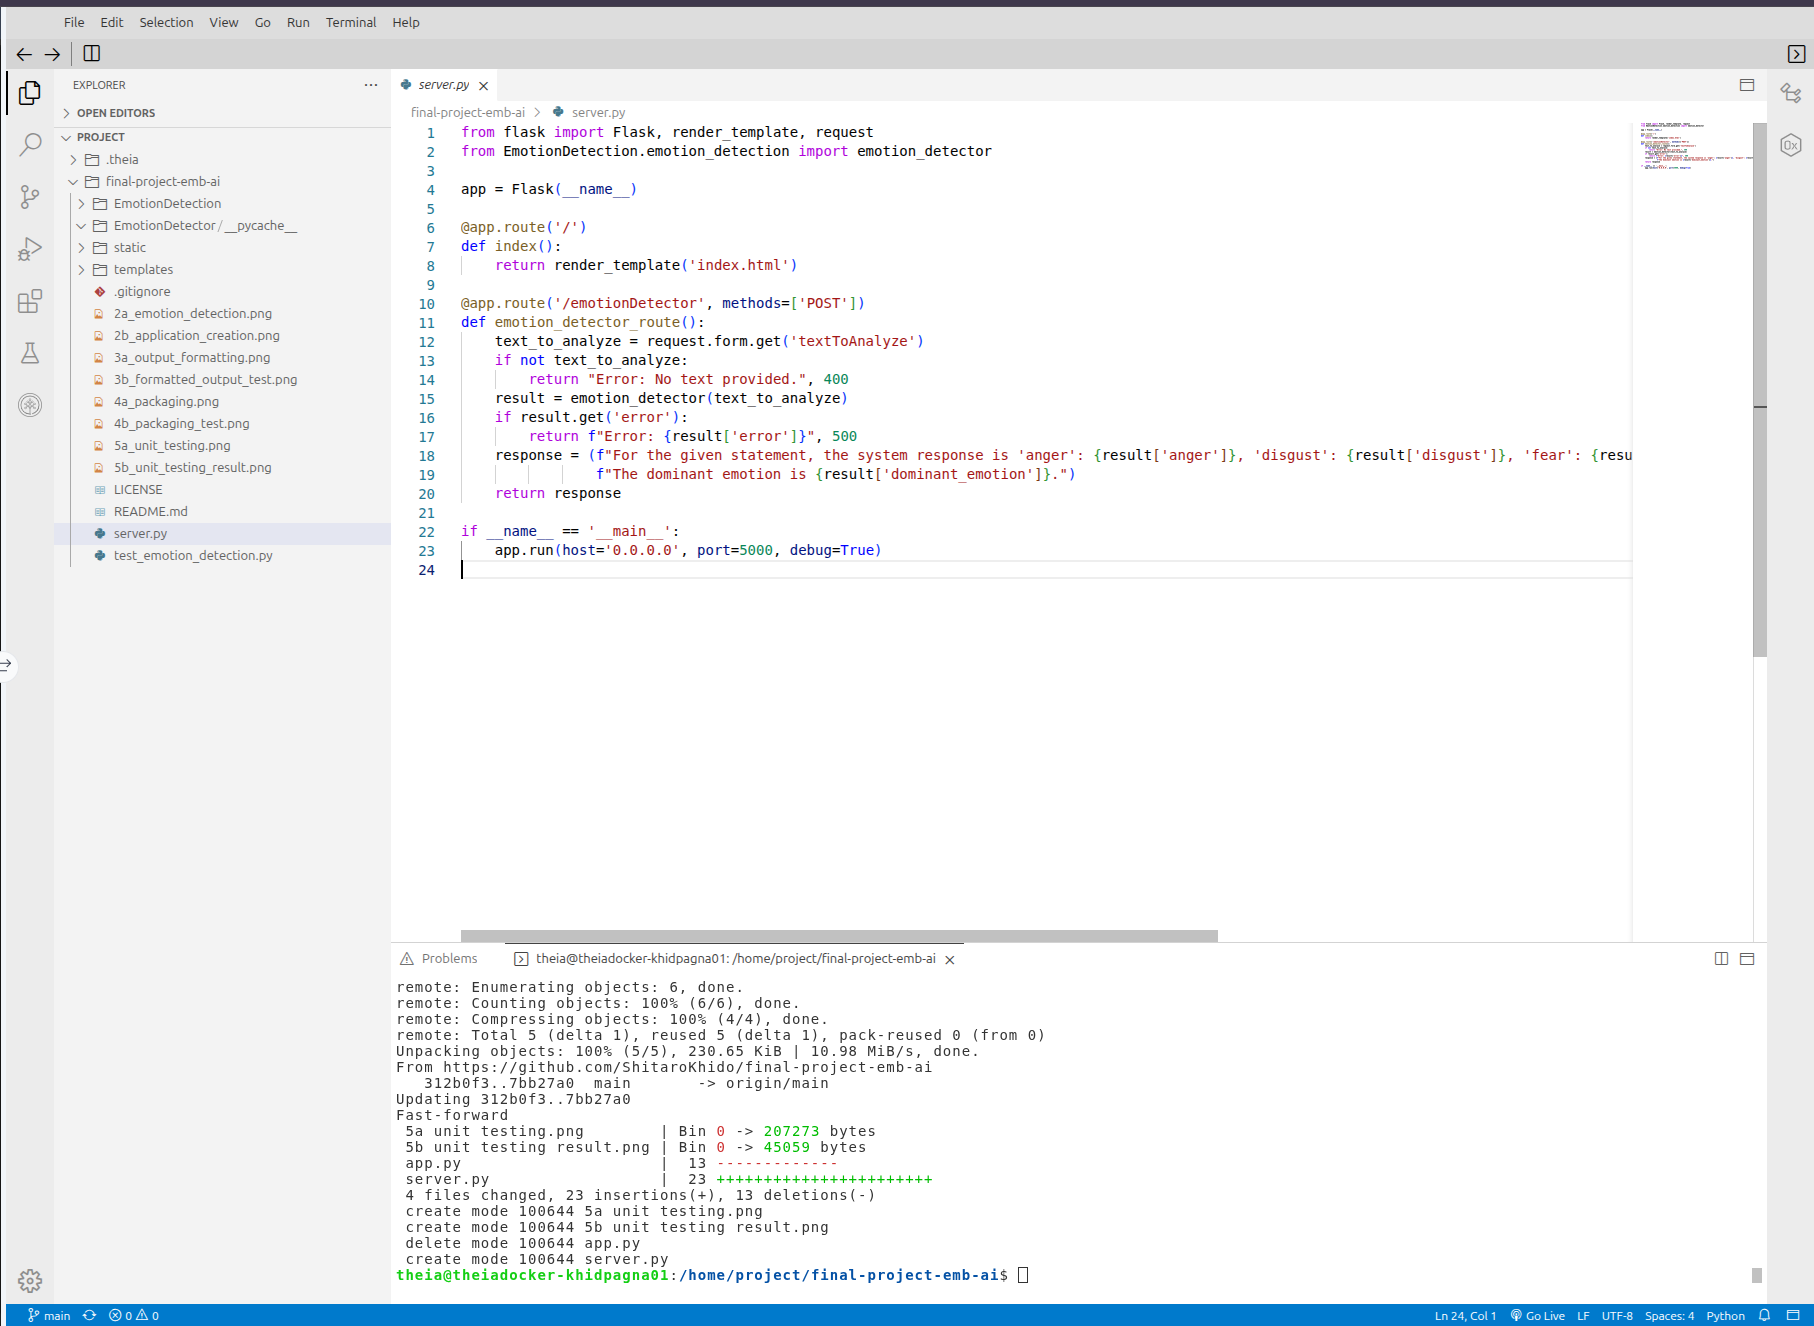 File Edit Selection View Go Run Terminal Help
EXPLORER
OPEN EDITORS
PROJECT
.theia
final-project-emb-ai
EmotionDetection
EmotionDetector / __pycache__
static
templates
.gitignore
2a_emotion_detection.png
2b_application_creation.png
3a_output_formatting.png
3b_formatted_output_test.png
4a_packaging.png
4b_packaging_test.png
5a_unit_testing.png
5b_unit_testing_result.png
LICENSE
README.md
server.py
test_emotion_detection.py
server.py
final-project-emb-ai > server.py
1 from flask import Flask, render_template, request
2 from EmotionDetection.emotion_detection import emotion_detector
3
4 app = Flask(__name__)
5
6 @app.route('/')
7 def index():
8 return render_template('index.html')
9
10 @app.route('/emotionDetector', methods=['POST'])
11 def emotion_detector_route():
12 text_to_analyze = request.form.get('textToAnalyze')
13 if not text_to_analyze:
14 return "Error: No text provided.", 400
15 result = emotion_detector(text_to_analyze)
16 if result.get('error'):
17 return f"Error: {result['error']}", 500
18 response = (f"For the given statement, the system response is 'anger': {result['anger']}, 'disgust': {result['disgust']}, 'fear': {resu
19 f"The dominant emotion is {result['dominant_emotion']}.")
20 return response
21
22 if __name__ == '__main__':
23 app.run(host='0.0.0.0', port=5000, debug=True)
24
Problems
theia@theiadocker-khidpagna01: /home/project/final-project-emb-ai
remote: Enumerating objects: 6, done.
remote: Counting objects: 100% (6/6), done.
remote: Compressing objects: 100% (4/4), done.
remote: Total 5 (delta 1), reused 5 (delta 1), pack-reused 0 (from 0)
Unpacking objects: 100% (5/5), 230.65 KiB | 10.98 MiB/s, done.
From https://github.com/ShitaroKhido/final-project-emb-ai
312b0f3..7bb27a0 main -> origin/main
Updating 312b0f3..7bb27a0
Fast-forward
5a unit testing.png | Bin 0 -> 207273 bytes
5b unit testing result.png | Bin 0 -> 45059 bytes
app.py | 13 -------------
server.py | 23 +++++++++++++++++++++++
4 files changed, 23 insertions(+), 13 deletions(-)
create mode 100644 5a unit testing.png
create mode 100644 5b unit testing result.png
delete mode 100644 app.py
create mode 100644 server.py
theia@theiadocker-khidpagna01:/home/project/final-project-emb-ai$
main 0 0 Ln 24, Col 1 Go Live LF UTF-8 Spaces: 4 Python